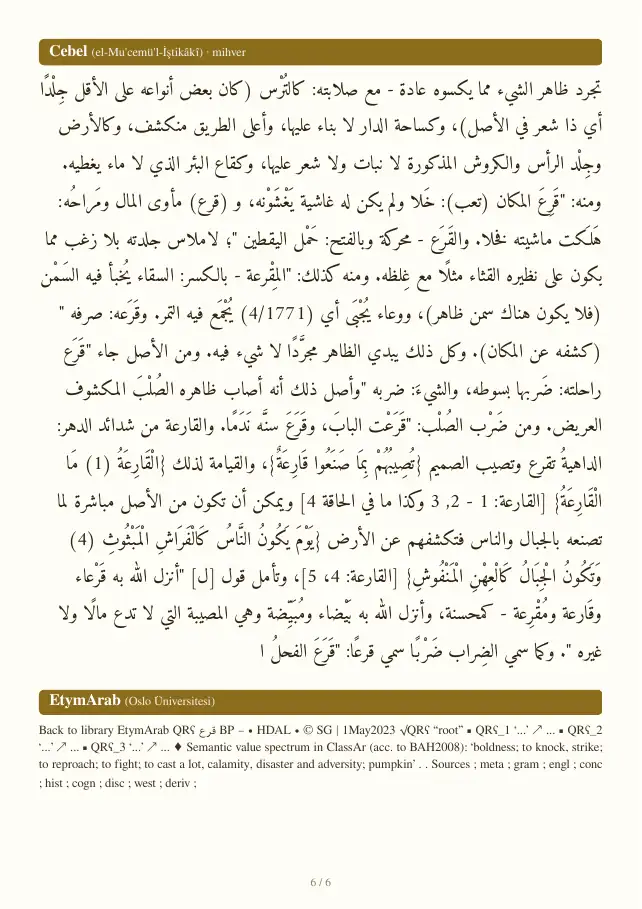 Cebel (el-Mu'cemü'l-İştikâkî) · mihver
تجرد ظاهر الشيء مما يكسوه عادة - مع صلابته: كالتُرْس (كان بعض أنواعه على الأقل جِلْدًا
أي ذا شعر في الأصل)، وكساحة الدار لا بناء عليها، وأعلى الطريق منكشف، وكالأرض
وجِلْد الرأس والكروش المذكورة لا نبات ولا شعر عليها، وكقاع البئر الذي لا ماء يغطيه.
ومنه: "قَرِعَ المكان (تعب): خَلا ولم يكن له غاشية يَغْشَوْنه، و (قرع) مأوى المال ومَراحُه:
هَلَكت ماشيته فخلا. والقَرَع - محركة وبالفتح: حَمْل اليقطين "؛ لاملاس جلدته بلا زغب مما
يكون على نظيره القثاء مثلًا مع غِلظه. ومنه كذلك: "المِقْرعة - بالكسر: السقاء يُخبأ فيه السَمْن
(فلا يكون هناك سمن ظاهر)، ووعاء يُجْبَى أي (4/1771) يُجْمَع فيه التمر. وقَرَعه: صرفه "
(كشفه عن المكان). وكل ذلك يبدي الظاهر مجرَّدًا لا شيء فيه. ومن الأصل جاء "قَرَع
راحلته: ضَربها بسوطه، والشيءَ: ضربه "وأصل ذلك أنه أصاب ظاهره الصُلْبَ المكشوف
العريض. ومن ضَرْب الصُلْب: "قَرَعْت البابَ، وقَرَعَ سنَّه نَدَمًا. والقارعة من شدائد الدهر:
الداهيةُ تقرع وتصيب الصميم {تُصِيبُهُمْ بِمَا صَنَعُوا قَارِعَةٌ}، والقيامة لذلك {الْقَارِعَةُ (1) مَا
الْقَارِعَةُ} [القارعة: 1 - 2, 3 وكذا ما في الحاقة 4] ويمكن أن تكون من الأصل مباشرة لما
تصنعه بالجبال والناس فتكشفهم عن الأرض {يَوْمَ يَكُونُ النَّاسُ كَالْفَرَاشِ الْمَبْثُوثِ (4)
وَتَكُونُ الْجِبَالُ كَالْعِهْنِ الْمَنْفُوشِ} [القارعة: 4، 5]، وتأمل قول [ل] "أنزل الله به قَرْعاء
وقَارعة ومُقْرِعة - كمحسنة، وأنزل الله به بَيْضاء ومُبَيِّضة وهي المصيبة التي لا تدع مالًا ولا
غيره ". وكما سمي الضِراب ضَرْبًا سمي قرعًا: "قَرَعَ الفحلُ ا
EtymArab (Oslo Üniversitesi)
Back to library EtymArab QRʕ قرع BP – • HDAL • © SG | 1May2023 √QRʕ “root” ▪ QRʕ_1 ‘...’ ↗ ... ▪ QRʕ_2
‘...’ ↗ ... ▪ QRʕ_3 ‘...’ ↗ ... ♦ Semantic value spectrum in ClassAr (acc. to BAH2008): ‘boldness; to knock, strike;
to reproach; to fight; to cast a lot, calamity, disaster and adversity; pumpkin’ . . Sources ; meta ; gram ; engl ; conc
; hist ; cogn ; disc ; west ; deriv ;
6 / 6